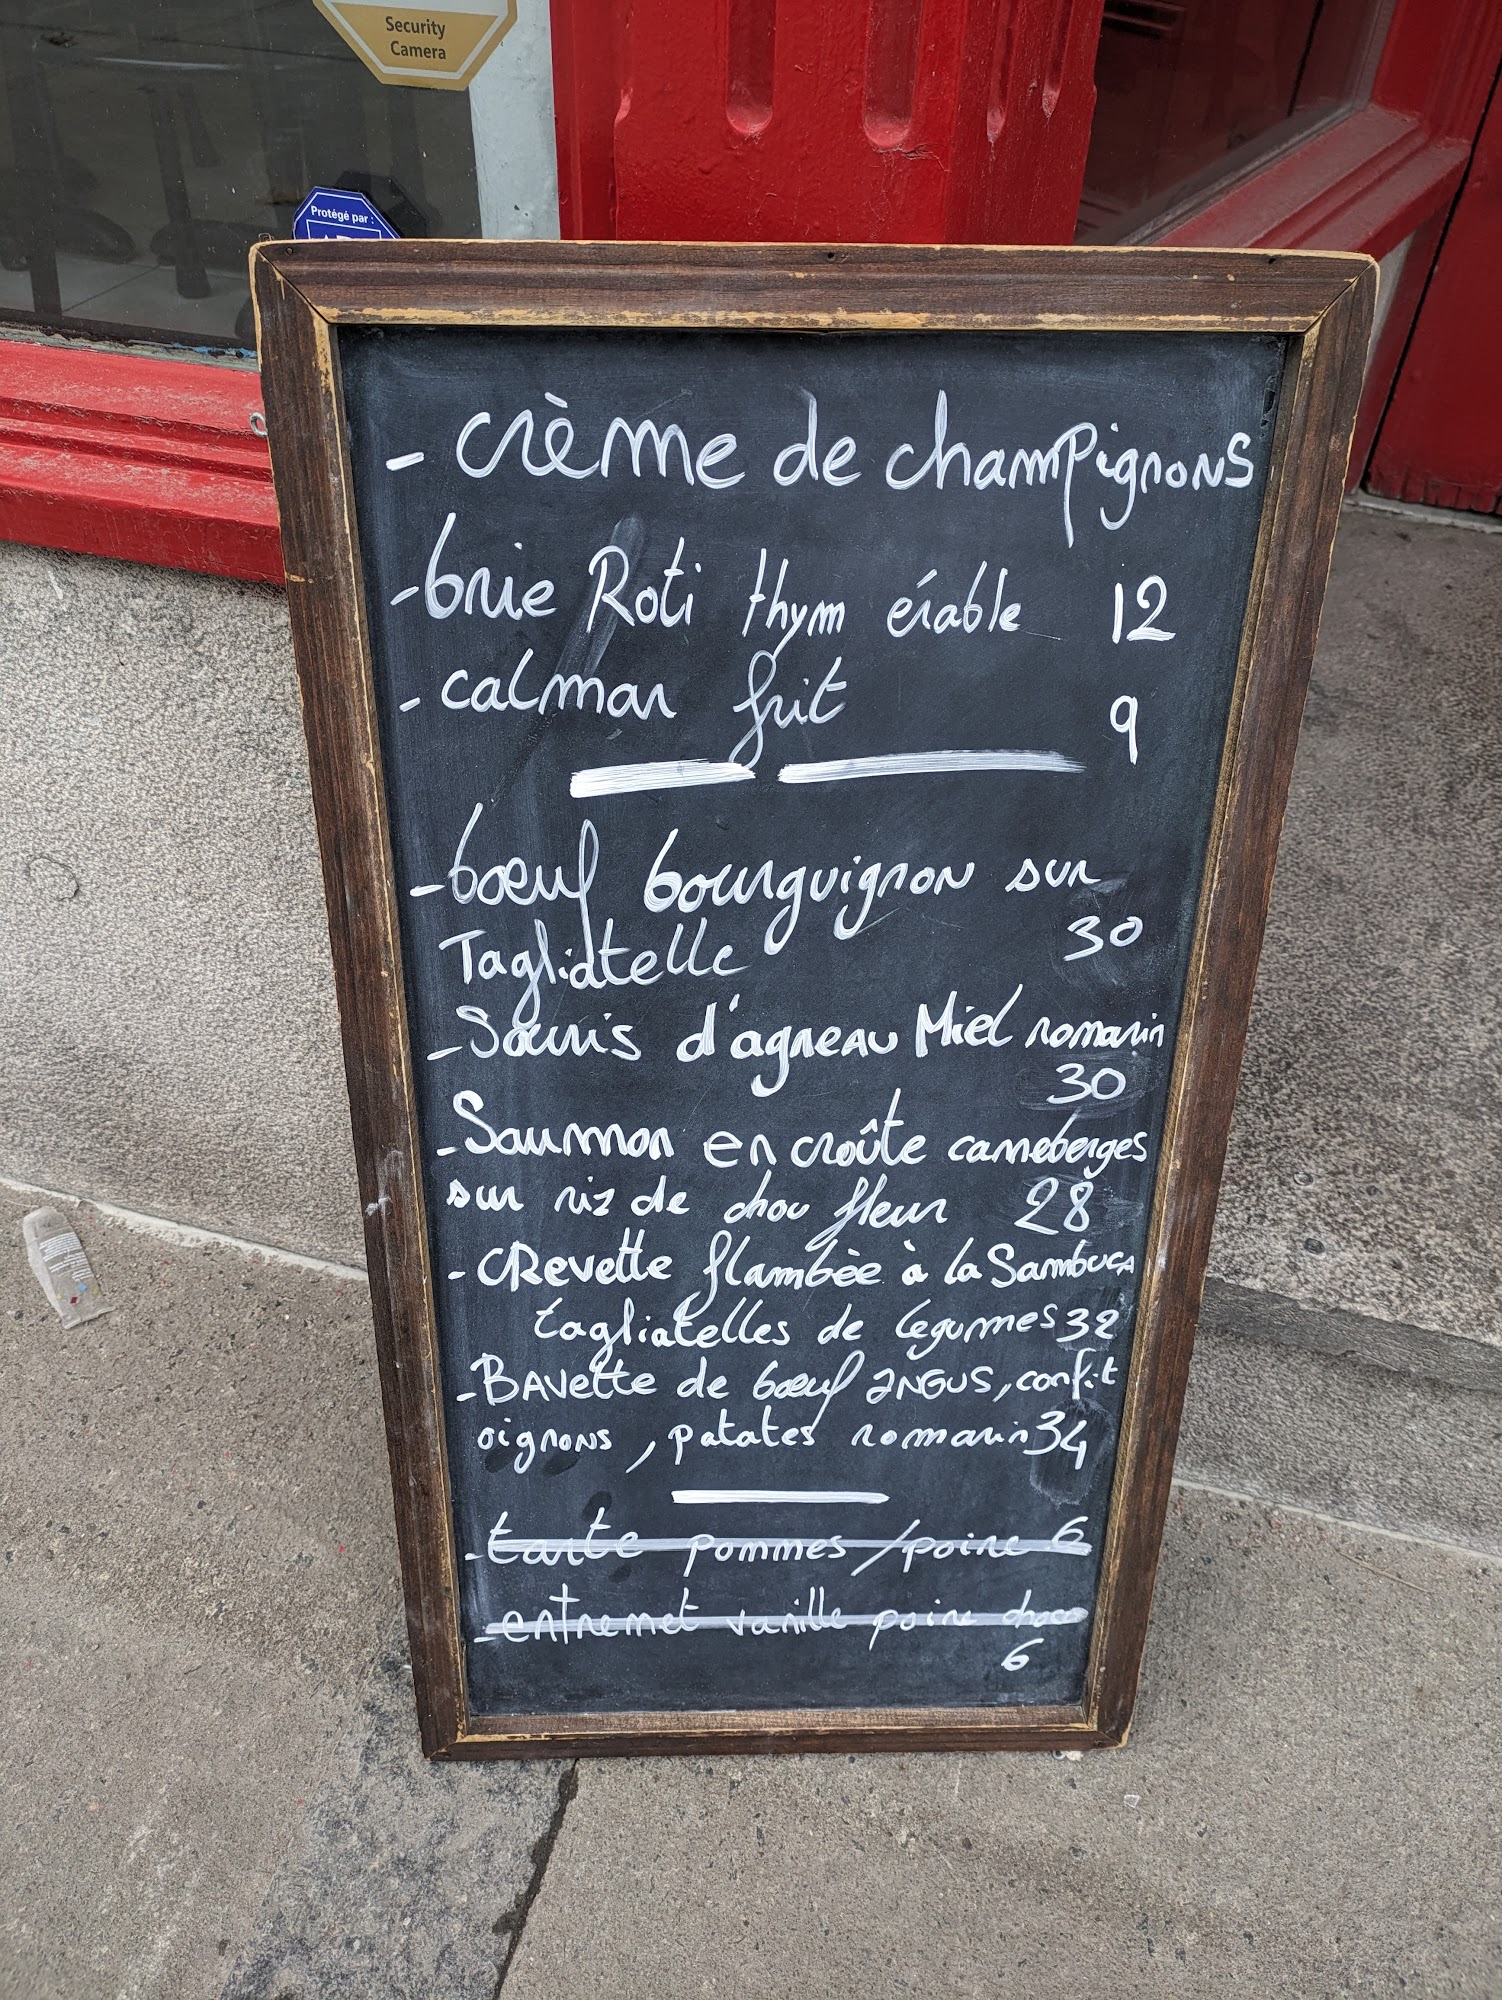 Security
Camera
Protégé par :
- crème de champignons
- brie Roti thym érable 12
- calmar frit 9
- bœuf bourguignon sur
Tagliatelle 30
- Souris d'agneau Miel romarin
30
- Saumon en croûte canneberges
sur riz de chou fleur 28
- CRevette flambèe à la Sambuca
tagliatelles de legumes 32
- BAvette de bœuf ANGUS, confit
oignons, patates romarin 34
- tarte pommes / poire 6
- entremet vanille poire choco
6